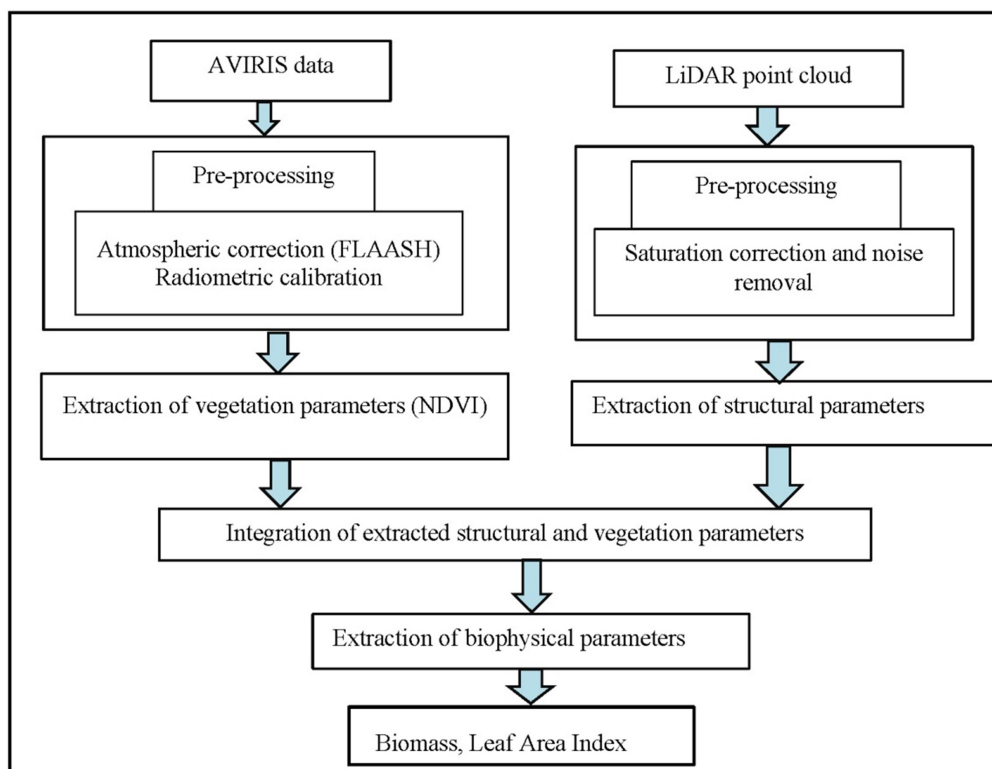 AVIRIS data
LiDAR point cloud
Pre-processing
Atmospheric correction (FLAASH)
Radiometric calibration
Pre-processing
Saturation correction and noise
removal
Extraction of vegetation parameters (NDVI)
Extraction of structural parameters
Integration of extracted structural and vegetation parameters
Extraction of biophysical parameters
Biomass, Leaf Area Index